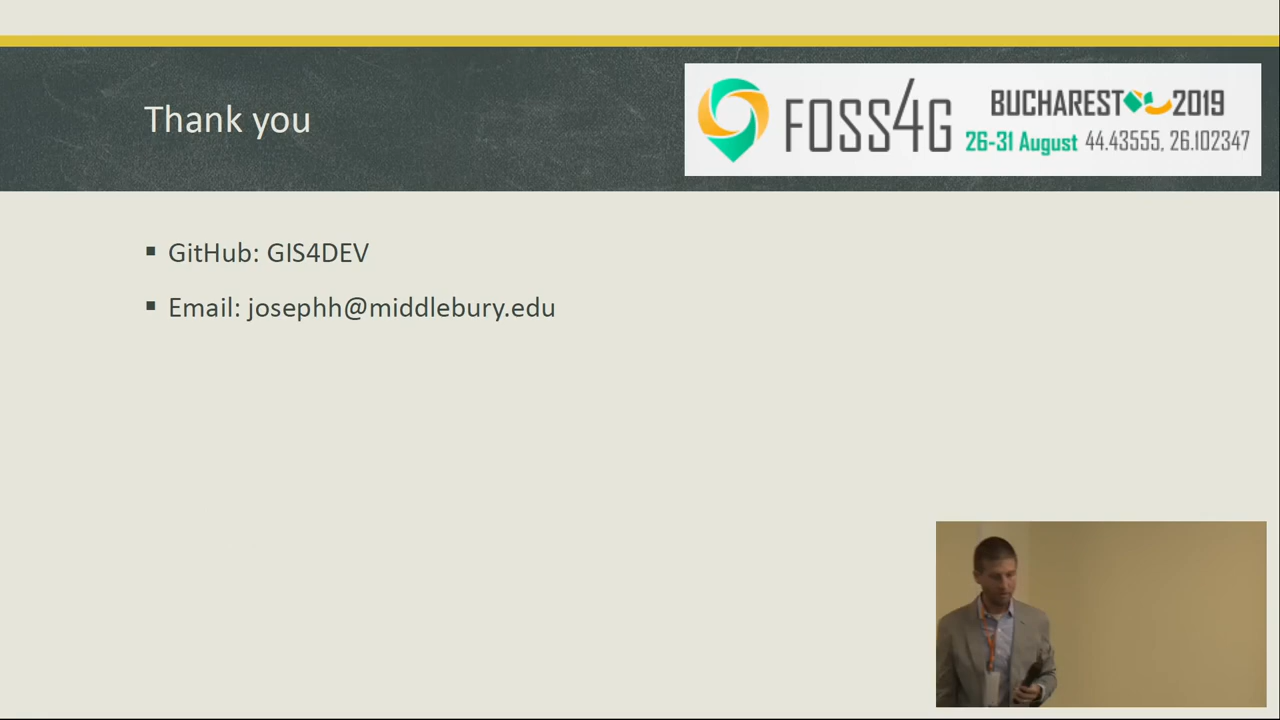 Thank you
FOSS4G
BUCHAREST 2019
26-31 August 44.43555, 26.102347
▪ GitHub: GIS4DEV
▪ Email: josephh@middlebury.edu